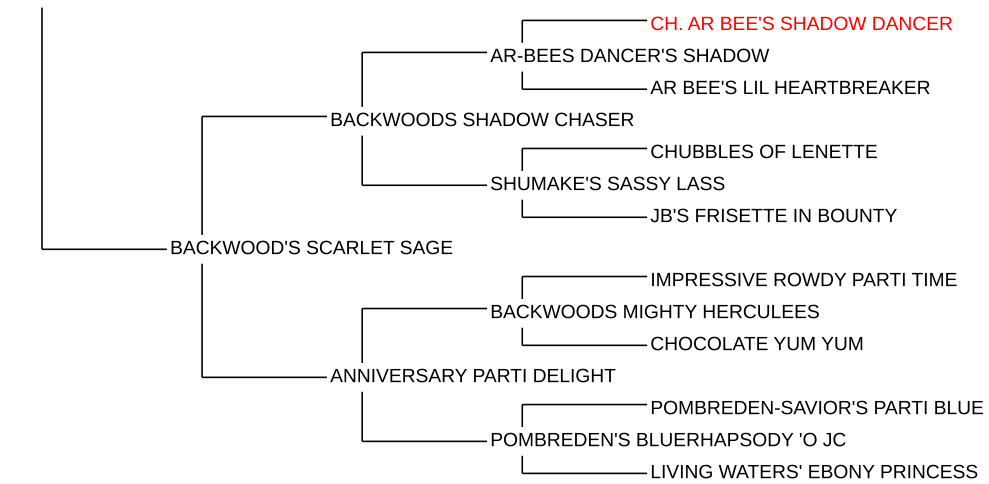 CH. AR BEE'S SHADOW DANCER
AR-BEES DANCER'S SHADOW
AR BEE'S LIL HEARTBREAKER
BACKWOODS SHADOW CHASER
CHUBBLES OF LENETTE
SHUMAKE'S SASSY LASS
JB'S FRISETTE IN BOUNTY
BACKWOOD'S SCARLET SAGE
IMPRESSIVE ROWDY PARTI TIME
BACKWOODS MIGHTY HERCULEES
CHOCOLATE YUM YUM
ANNIVERSARY PARTI DELIGHT
POMBREDEN-SAVIOR'S PARTI BLUE
POMBREDEN'S BLUERHAPSODY 'O JC
LIVING WATERS' EBONY PRINCESS